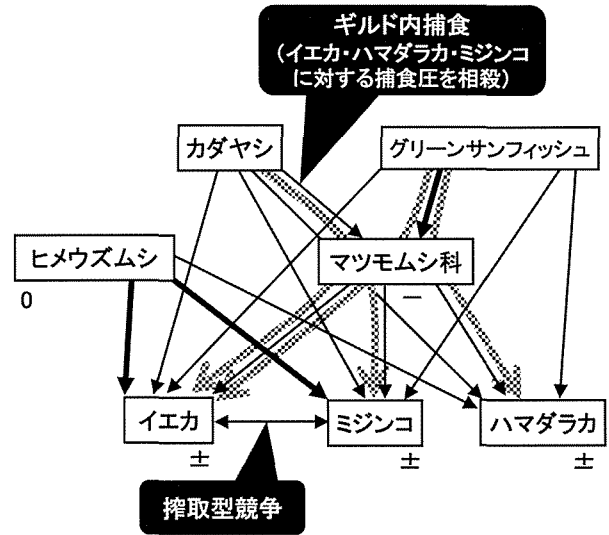 ギルド内捕食
(イエカ・ハマダラカ・ミジンコ
に対する捕食圧を相殺)
カダヤシ
グリーンサンフィッシュ
ヒメウズムシ
マツモムシ科
0
－
イエカ
ミジンコ
ハマダラカ
±
±
±
搾取型競争